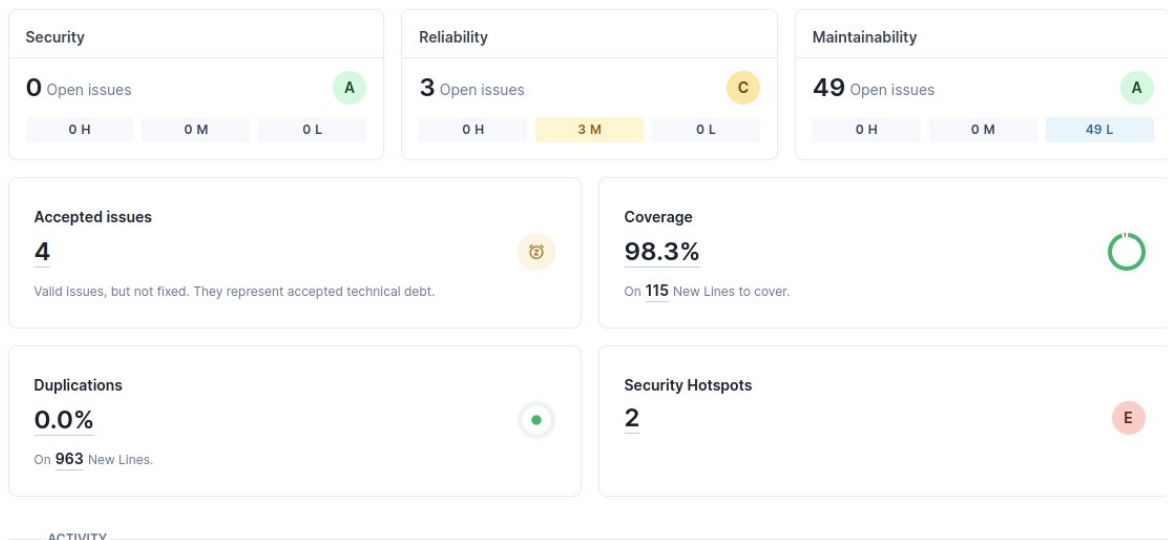 Security
0 Open issues
A
0 H
0 M
0 L
Reliability
3 Open issues
C
0 H
3 M
0 L
Maintainability
49 Open issues
A
0 H
0 M
49 L
Accepted issues
4
Valid issues, but not fixed. They represent accepted technical debt.
Coverage
98.3%
On 115 New Lines to cover.
Duplications
0.0%
On 963 New Lines.
Security Hotspots
2
E
ACTIVITY